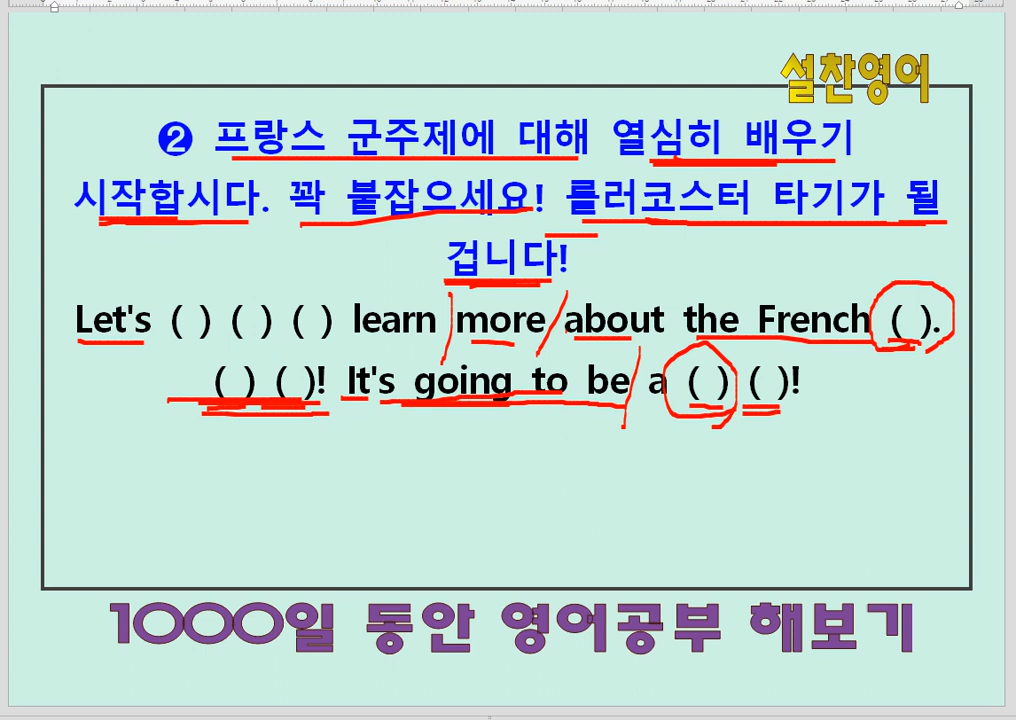 설찬영어
❷ 프랑스 군주제에 대해 열심히 배우기
시작합시다. 꽉 붙잡으세요! 롤러코스터 타기가 될
겁니다!
Let's ( ) ( ) ( ) learn more about the French ( ).
( ) ( )! It's going to be a ( ) ( )!
1000일 동안 영어공부 해보기